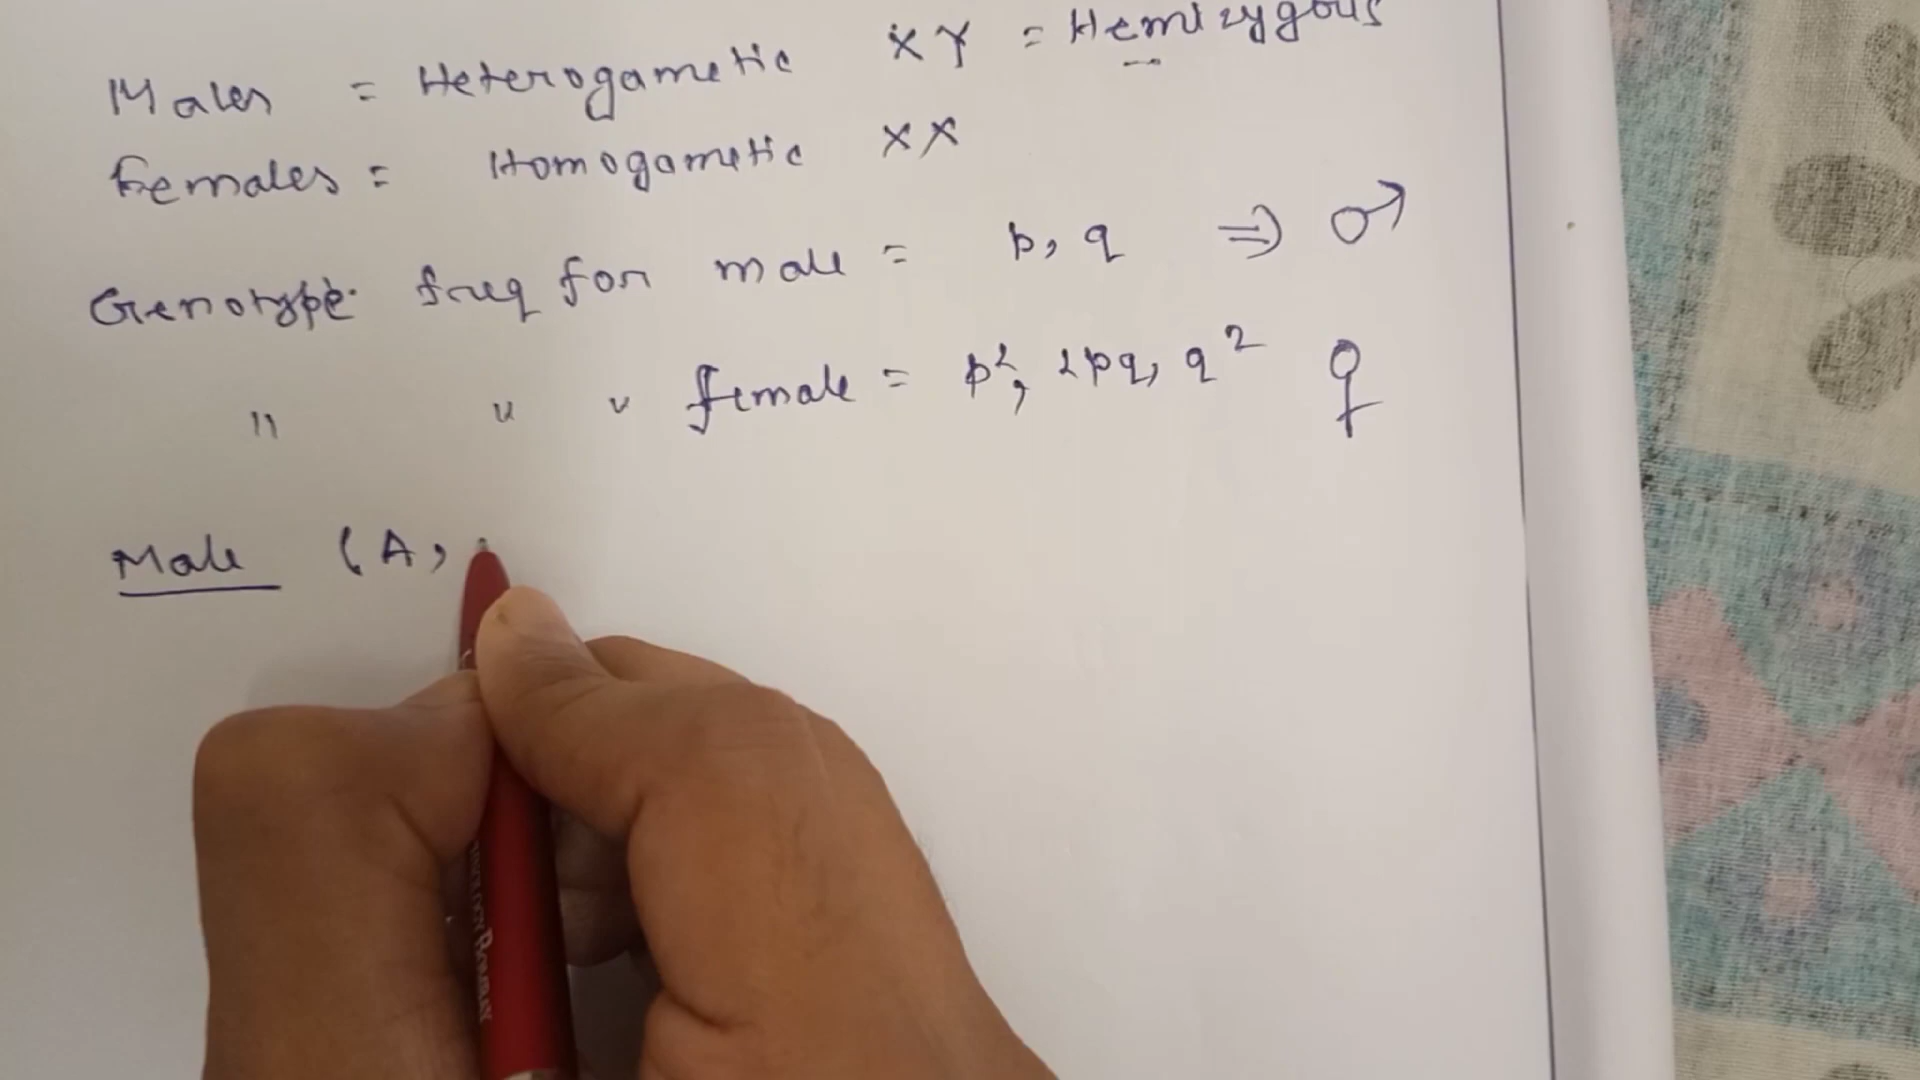 Males = Heterogametic XY = Hemizygous
Females = Homogametic XX
Genotype freq for male = p, q ⇒ ♂
" " " female = p², 2pq, q² ♀
Male (A,